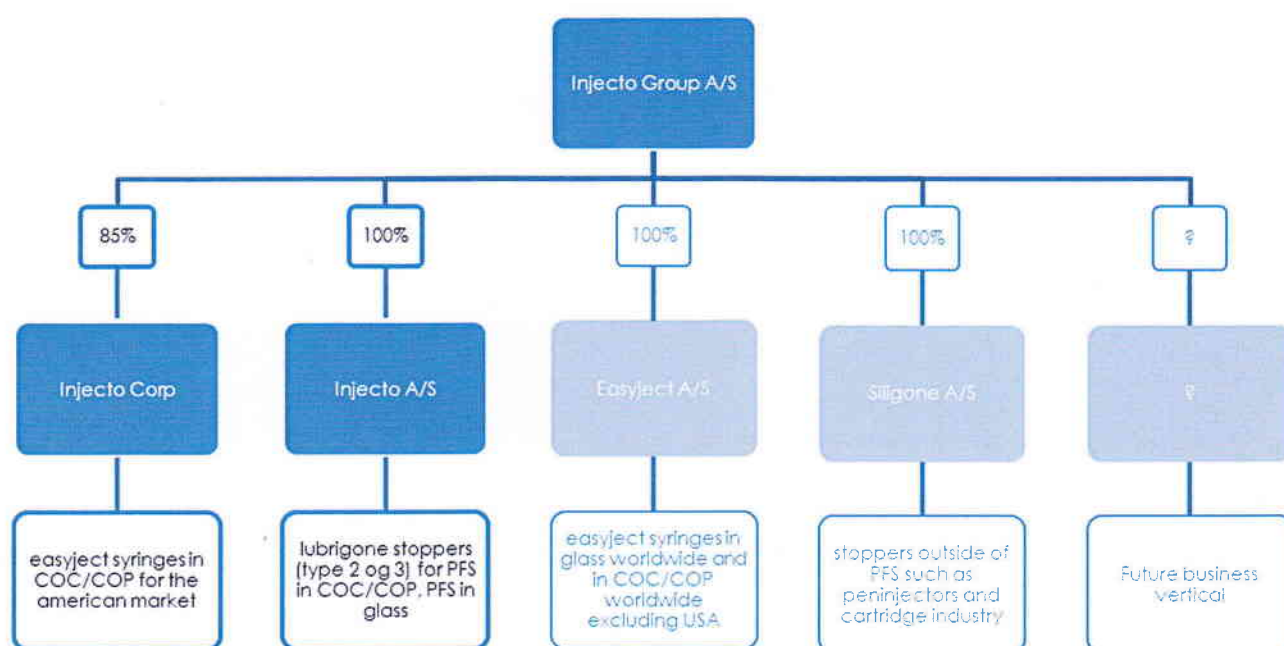 Injecto Group A/S
85%
100%
100%
100%
?
Injecto Corp
Injecto A/S
Easyject A/S
Siligone A/S
?
easyject syringes in
COC/COP for the
american market
lubrigone stoppers
(type 2 og 3) for PFS
in COC/COP, PFS in
glass
easyject syringes in
glass worldwide and
in COC/COP
worldwide
excluding USA
stoppers outside of
PFS such as
peninjectors and
cartridge industry
Future business
vertical